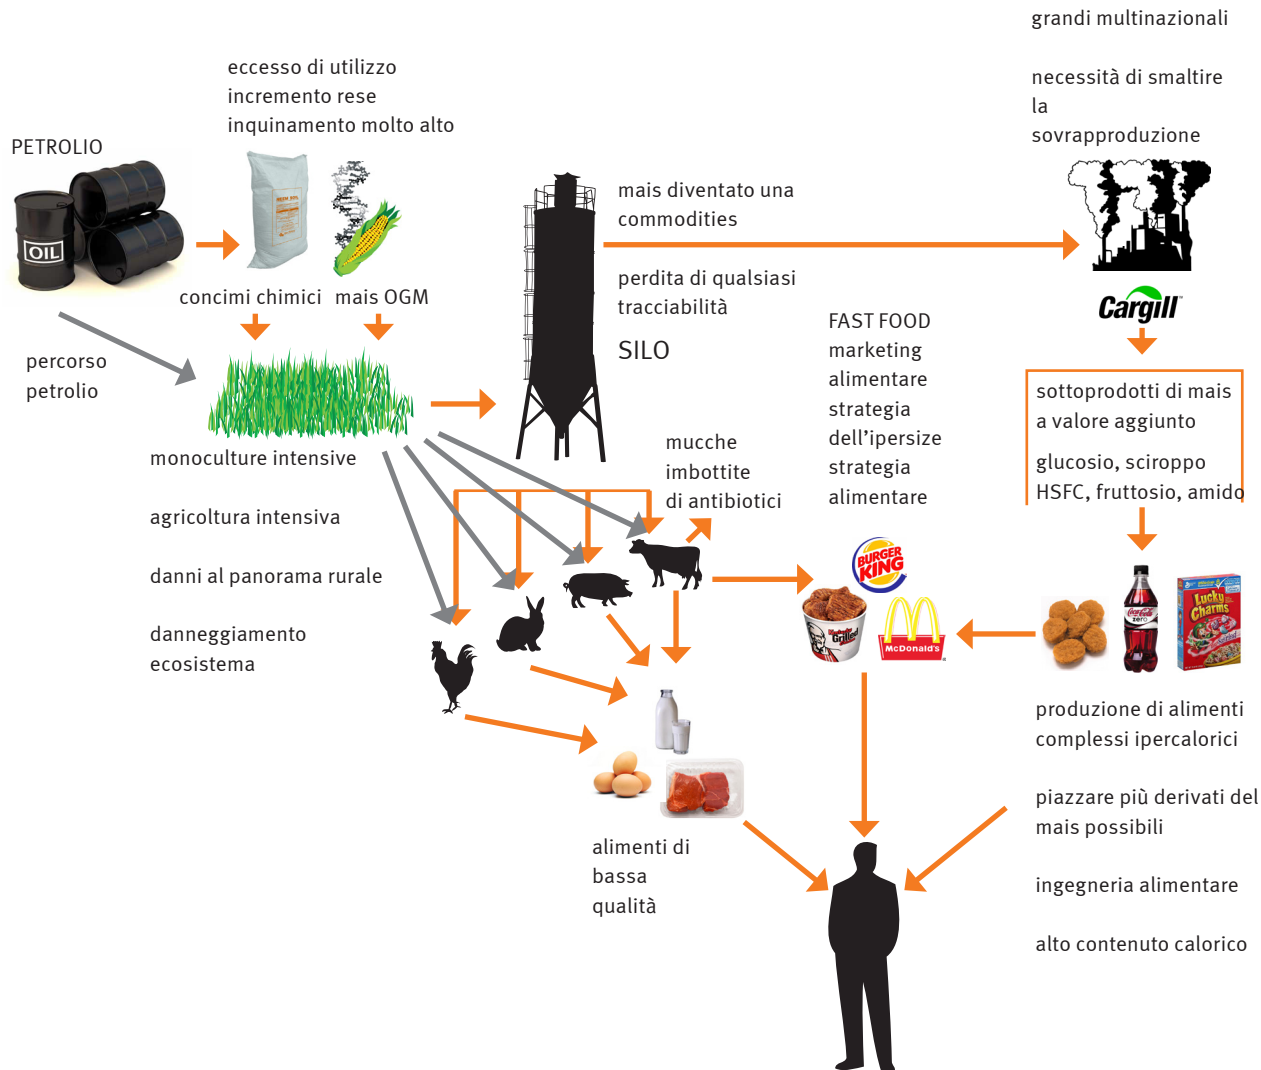 grandi multinazionali
necessità di smaltire
la
sovrapproduzione
eccesso di utilizzo
incremento rese
inquinamento molto alto
PETROLIO
OIL
concimi chimici
mais OGM
percorso
petrolio
mais diventato una
commodities
perdita di qualsiasi
tracciabilità
SILO
Cargill
FAST FOOD
marketing
alimentare
strategia
dell'ipersize
strategia
alimentare
sottoprodotti di mais
a valore aggiunto
glucosio, sciroppo
HSFC, fruttosio, amido
monoculture intensive
agricoltura intensiva
danni al panorama rurale
danneggiamento
ecosistema
mucche
imbottite
di antibiotici
BURGER
KING
Grilled
McDonald's
Coca-Cola
zero
Lucky
Charms
produzione di alimenti
complessi ipercalorici
piazzare più derivati del
mais possibili
ingegneria alimentare
alto contenuto calorico
alimenti di
bassa
qualità